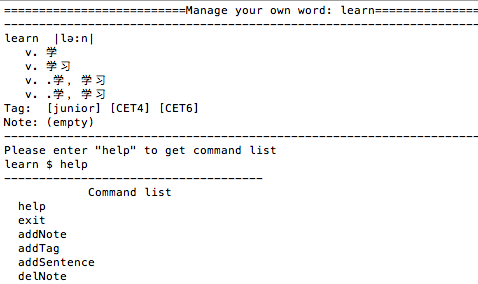 ==========================Manage your own word: learn===============
--------------------------------------------------------------------
learn  |lə:n|
   v. 学
   v. 学习
   v. .学, 学习
   v. .学, 学习
Tag:  [junior] [CET4] [CET6]
Note: (empty)
--------------------------------------------------------------------
Please enter "help" to get command list
learn $ help
-------------------------------------
            Command list
  help
  exit
  addNote
  addTag
  addSentence
  delNote